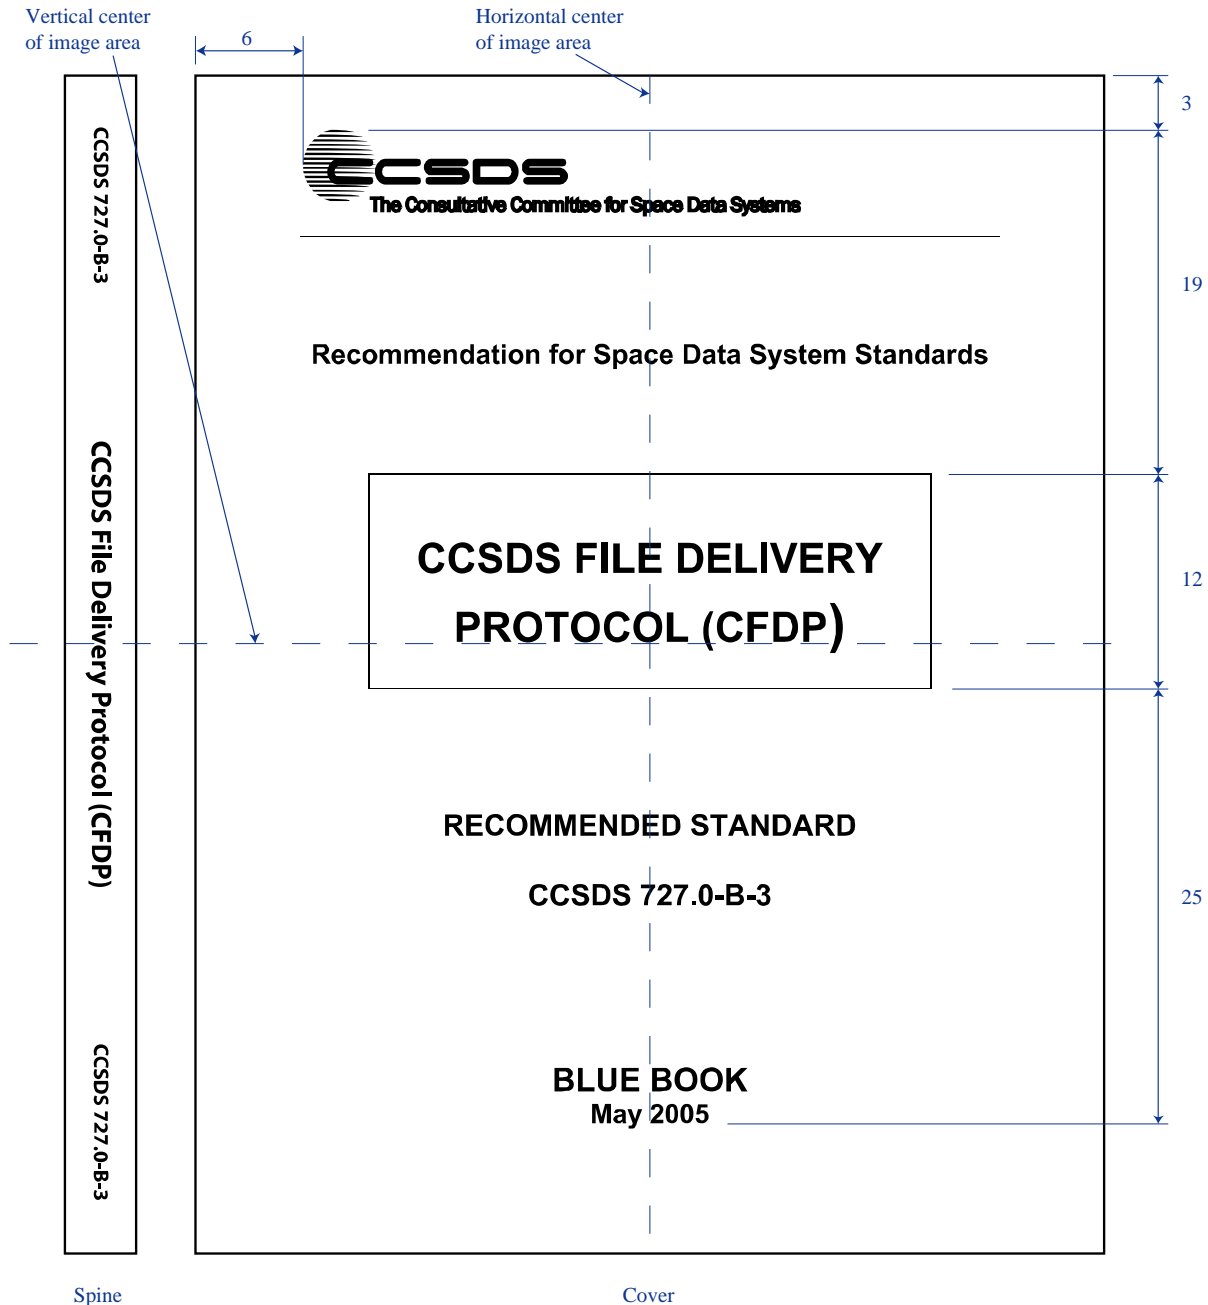 Vertical center
of image area
Horizontal center
of image area
6
3
CCSDS
The Consultative Committee for Space Data Systems
19
Recommendation for Space Data System Standards
CCSDS FILE DELIVERY
PROTOCOL (CFDP)
12
RECOMMENDED STANDARD
CCSDS 727.0-B-3
25
BLUE BOOK
May 2005
CCSDS 727.0-B-3
CCSDS File Delivery Protocol (CFDP)
CCSDS 727.0-B-3
Spine
Cover